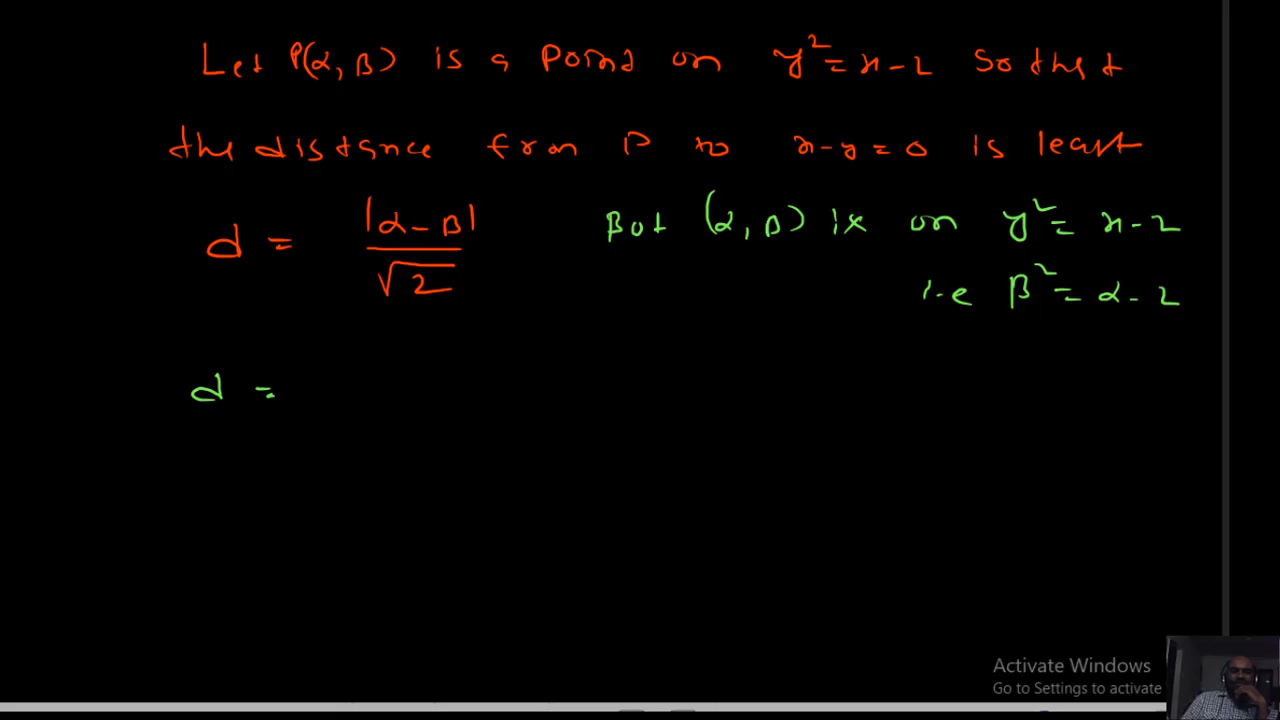 Let P(α, β) is a point on y² = x - 2 so that
the distance from P to x - y = 0 is least
d = |α - β| / √2
But (α, β) is on y² = x - 2
i.e β² = α - 2
d =
Activate Windows
Go to Settings to activate